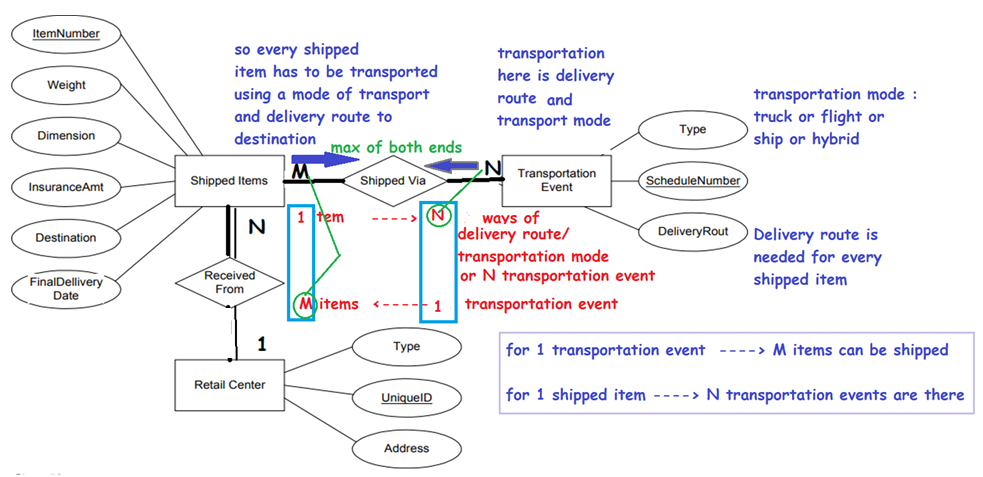 ItemNumber
Weight
Dimension
InsuranceAmt
Destination
FinalDellivery
Date
so every shipped
item has to be transported
using a mode of transport
and delivery route to
destination
max of both ends
transportation
here is delivery
route and
transport mode
transportation mode :
truck or flight or
ship or hybrid
Type
ScheduleNumber
DeliveryRout
Shipped Items
M
Shipped Via
N
Transportation
Event
1 item ----> N ways of
delivery route/
transportation mode
or N transportation event
M items <----- 1 transportation event
Delivery route is
needed for every
shipped item
N
Received
From
1
Retail Center
Type
UniqueID
Address
for 1 transportation event ----> M items can be shipped
for 1 shipped item ----> N transportation events are there